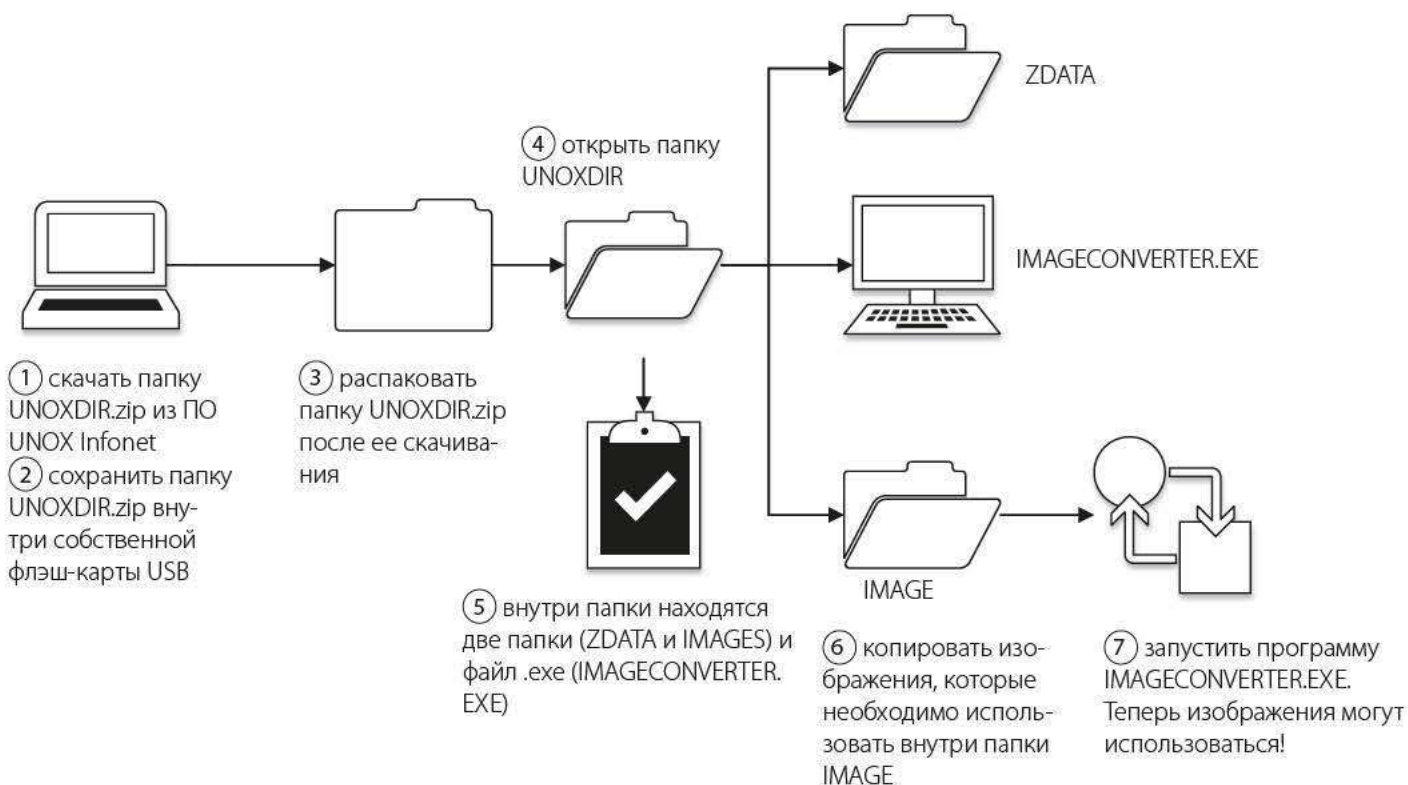 ZDATA
④ открыть папку
UNOXDIR
IMAGECONVERTER.EXE
① скачать папку
UNOXDIR.zip из ПО
UNOX Infonet
② сохранить папку
UNOXDIR.zip вну-
три собственной
флэш-карты USB
③ распаковать
папку UNOXDIR.zip
после ее скачива-
ния
IMAGE
⑤ внутри папки находятся
две папки (ZDATA и IMAGES) и
файл .exe (IMAGECONVERTER.
EXE)
⑥ копировать изо-
бражения, которые
необходимо исполь-
зовать внутри папки
IMAGE
⑦ запустить программу
IMAGECONVERTER.EXE.
Теперь изображения могут
использоваться!